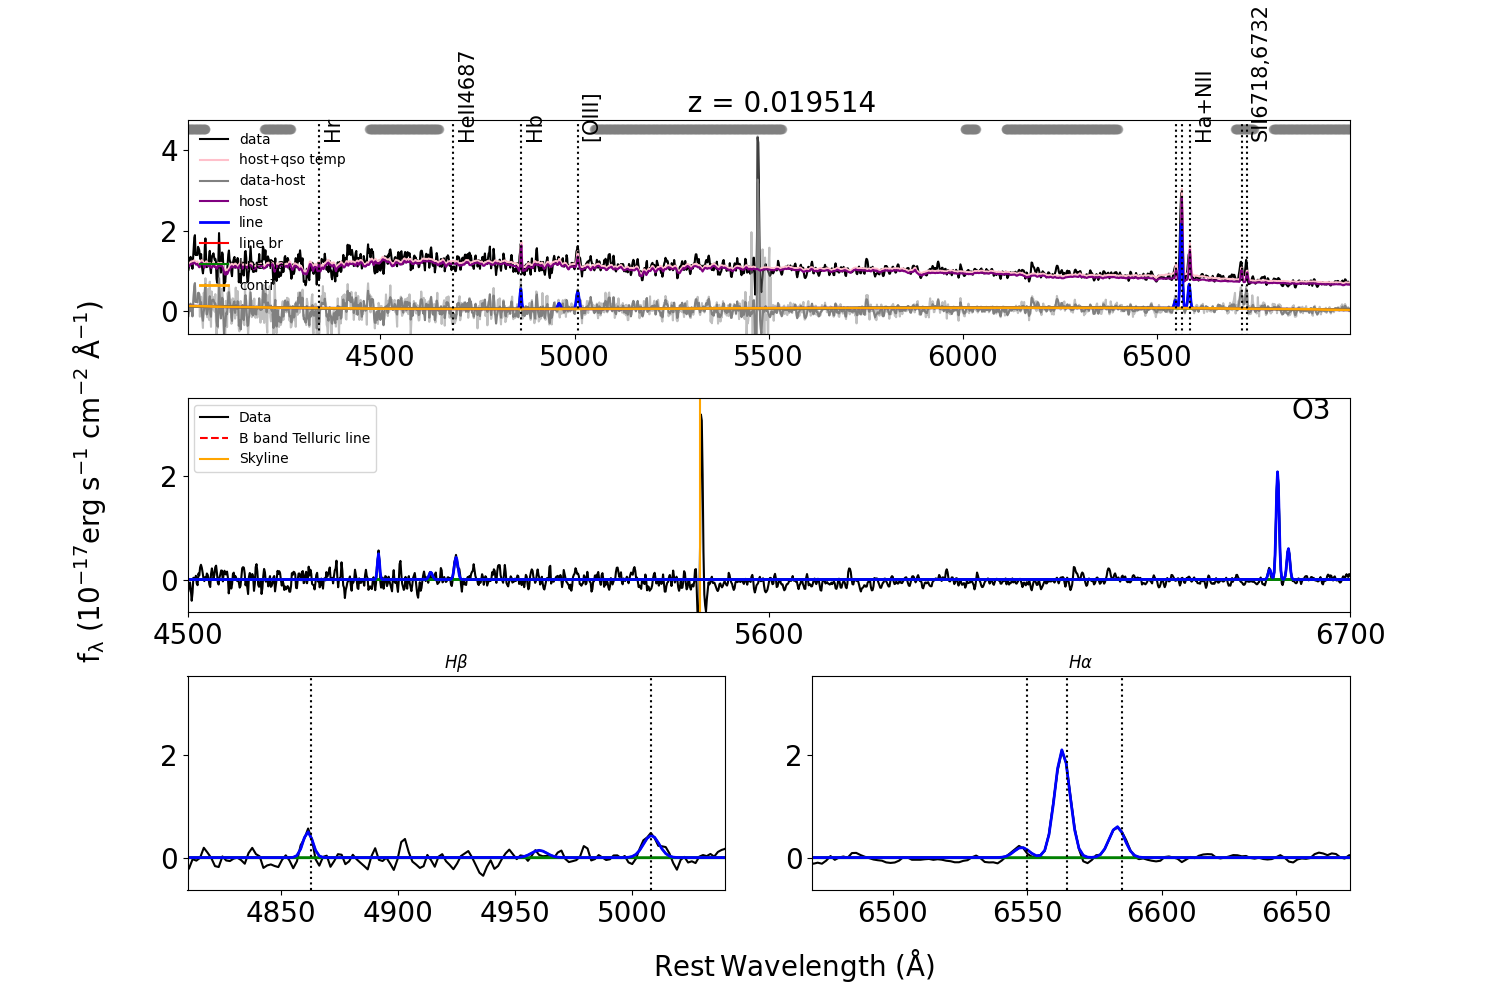 z = 0.019514
Hr
HeII4687
Hb
[OIII]
Ha+NII
SII6718,6732
data
host+qso temp
data-host
host
line
line br
conti
4
2
0
4500
5000
5500
6000
6500
O3
Data
B band Telluric line
Skyline
2
0
4500
5600
6700
fλ (10−17erg s−1 cm−2 Å−1)
Hβ
2
0
4850
4900
4950
5000
Hα
2
0
6500
6550
6600
6650
Rest Wavelength (Å)